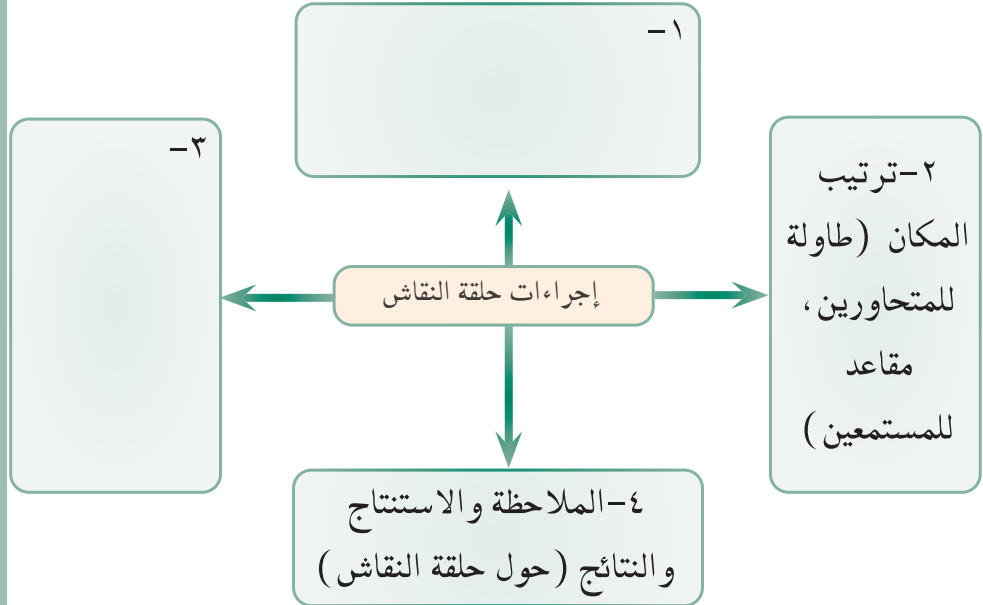 ١-
٢-ترتيب
المكان (طاولة
للمتحاورين،
مقاعد
للمستمعين)
٣-
إجراءات حلقة النقاش
٤-الملاحظة والاستنتاج
والنتائج (حول حلقة النقاش)